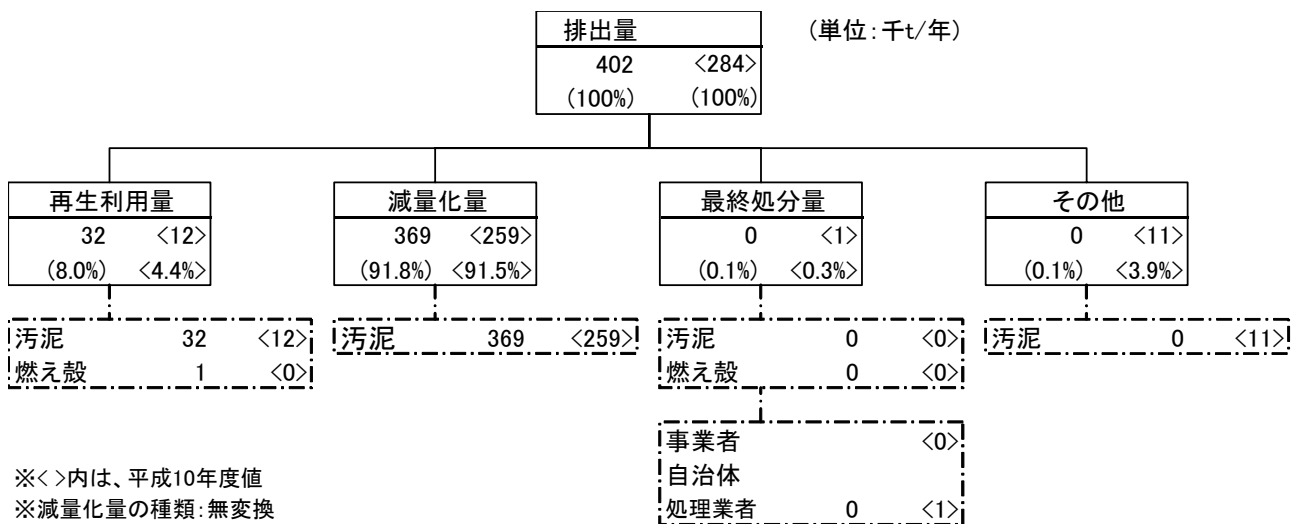 排出量 (単位:千t/年)
402 <284>
(100%) (100%)
再生利用量 減量化量 最終処分量 その他
32 <12> 369 <259> 0 <1> 0 <11>
(8.0%) <4.4%> (91.8%) <91.5%> (0.1%) <0.3%> (0.1%) <3.9%>
汚泥 32 <12> 汚泥 369 <259> 汚泥 0 <0> 汚泥 0 <11>
燃え殻 1 <0> 燃え殻 0 <0>
事業者 <0>
自治体
処理業者 0 <1>
※< >内は、平成10年度値
※減量化量の種類:無変換